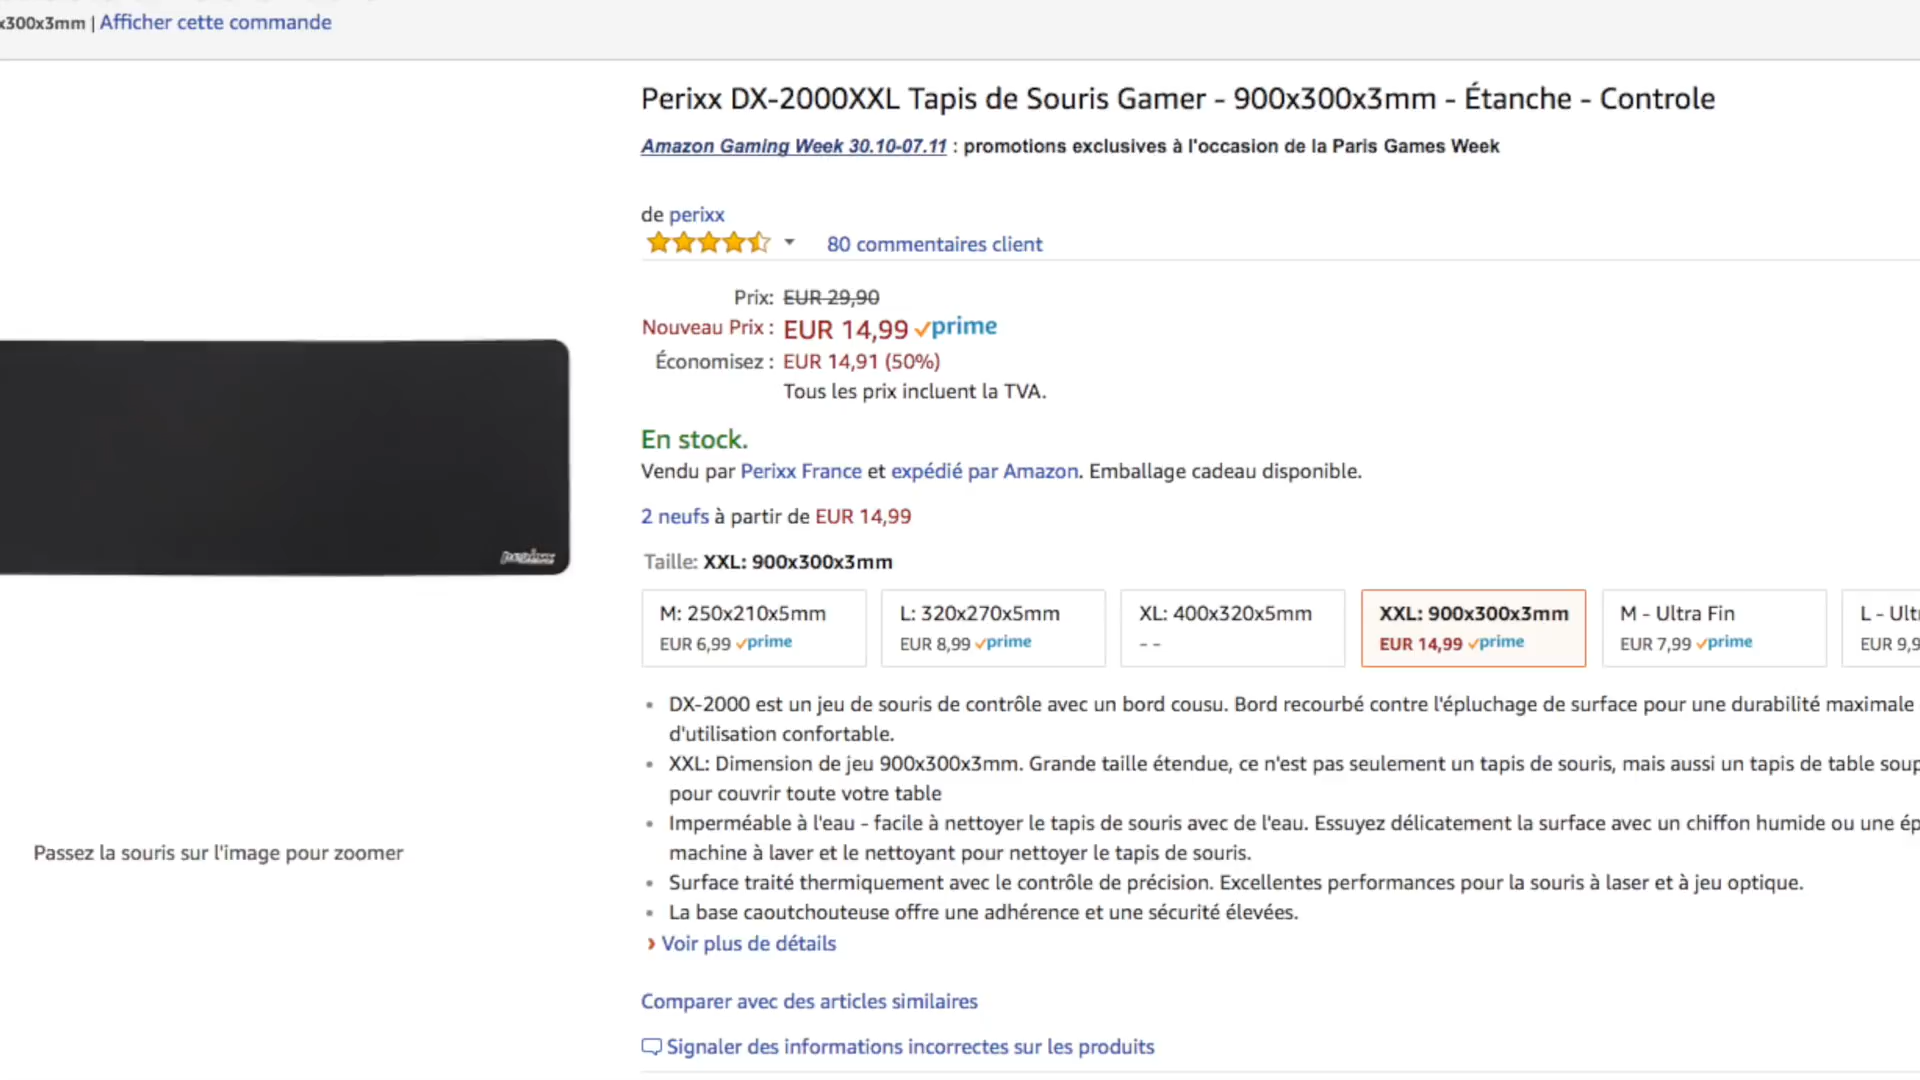 x300x3mm | Afficher cette commande
Perixx DX-2000XXL Tapis de Souris Gamer - 900x300x3mm - Étanche - Controle
Amazon Gaming Week 30.10-07.11 : promotions exclusives à l'occasion de la Paris Games Week
de perixx
80 commentaires client
Prix: EUR 29,90
Nouveau Prix : EUR 14,99 prime
Économisez : EUR 14,91 (50%)
Tous les prix incluent la TVA.
En stock.
Vendu par Perixx France et expédié par Amazon. Emballage cadeau disponible.
2 neufs à partir de EUR 14,99
Taille: XXL: 900x300x3mm
M: 250x210x5mm
EUR 6,99 prime
L: 320x270x5mm
EUR 8,99 prime
XL: 400x320x5mm
- -
XXL: 900x300x3mm
EUR 14,99 prime
M - Ultra Fin
EUR 7,99 prime
L - Ult
EUR 9,9
DX-2000 est un jeu de souris de contrôle avec un bord cousu. Bord recourbé contre l'épluchage de surface pour une durabilité maximale
d'utilisation confortable.
XXL: Dimension de jeu 900x300x3mm. Grande taille étendue, ce n'est pas seulement un tapis de souris, mais aussi un tapis de table soup
pour couvrir toute votre table
Imperméable à l'eau - facile à nettoyer le tapis de souris avec de l'eau. Essuyez délicatement la surface avec un chiffon humide ou une ép
machine à laver et le nettoyant pour nettoyer le tapis de souris.
Surface traité thermiquement avec le contrôle de précision. Excellentes performances pour la souris à laser et à jeu optique.
La base caoutchouteuse offre une adhérence et une sécurité élevées.
› Voir plus de détails
Comparer avec des articles similaires
Signaler des informations incorrectes sur les produits
perixx
Passez la souris sur l'image pour zoomer